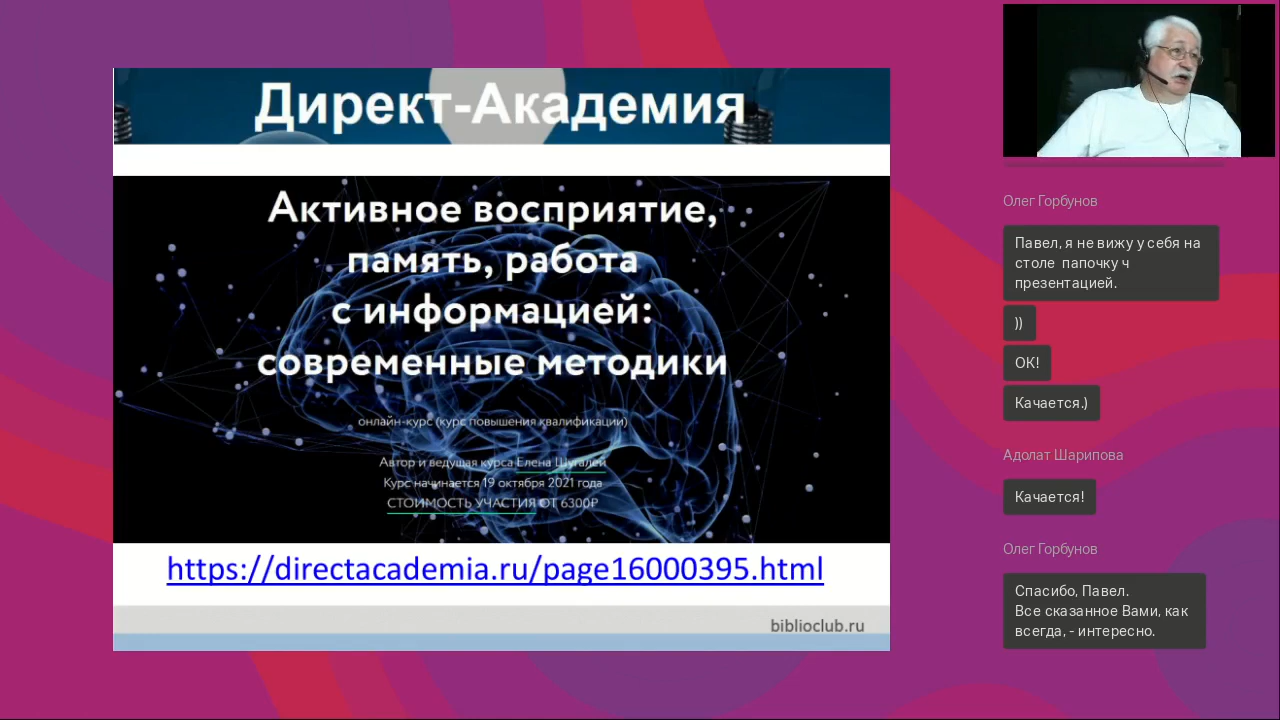 Директ-Академия
Активное восприятие,
память, работа
с информацией:
современные методики
онлайн-курс (курс повышения квалификации)
Автор и ведущая курса Елена Шугалей
Курс начинается 19 октября 2021 года
СТОИМОСТЬ УЧАСТИЯ ОТ 6300₽
https://directacademia.ru/page16000395.html
biblioclub.ru
Олег Горбунов
Павел, я не вижу у себя на
столе папочку ч
презентацией.
))
ОК!
Качается.)
Адолат Шарипова
Качается!
Олег Горбунов
Спасибо, Павел.
Все сказанное Вами, как
всегда, - интересно.